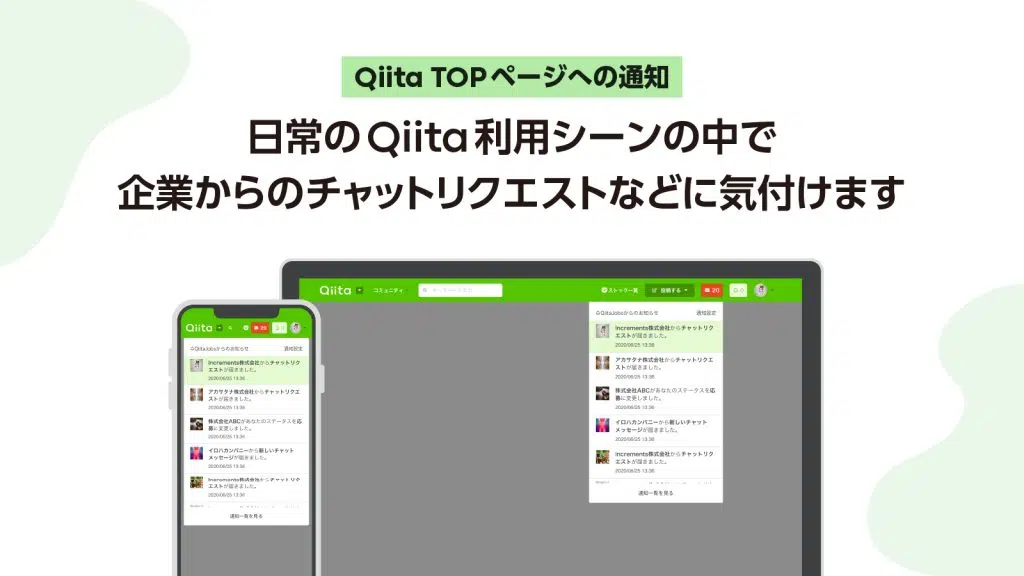 Qiita TOPページへの通知
日常のQiita利用シーンの中で
企業からのチャットリクエストなどに気付けます
Qiita
コミュニティ
ストック一覧
投稿する
20
0
Qiita Jobsからのお知らせ
通知設定
Increments株式会社からチャットリク
エストが届きました。
2020/06/25 13:36
アカサタナ株式会社からチャットリクエ
ストが届きました。
2020/06/25 13:36
株式会社ABCがあなたのステータスを応
募に変更しました。
2020/06/25 13:36
イロハカンパニーから新しいチャット
メッセージが届きました。
2020/06/25 13:36
Increments株式会社からチャットリク
エストが届きました。
2020/06/25 13:36
通知一覧を見る
Qiita
20
0
Qiita Jobsからのお知らせ
通知設定
Increments株式会社からチャットリク
エストが届きました。
2020/06/25 13:36
アカサタナ株式会社からチャットリクエ
ストが届きました。
2020/06/25 13:36
株式会社ABCがあなたのステータスを応
募に変更しました。
2020/06/25 13:36
イロハカンパニーから新しいチャット
メッセージが届きました。
2020/06/25 13:36
Increments株式会社からチャットリク
エストが届きました。
2020/06/25 13:36
通知一覧を見る